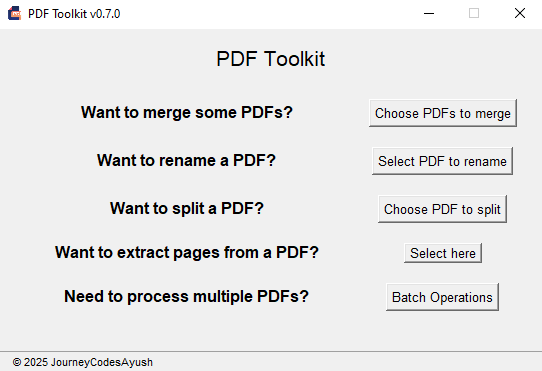 PDF Toolkit v0.7.0
PDF Toolkit
Want to merge some PDFs? Choose PDFs to merge
Want to rename a PDF? Select PDF to rename
Want to split a PDF? Choose PDF to split
Want to extract pages from a PDF? Select here
Need to process multiple PDFs? Batch Operations
© 2025 JourneyCodesAyush